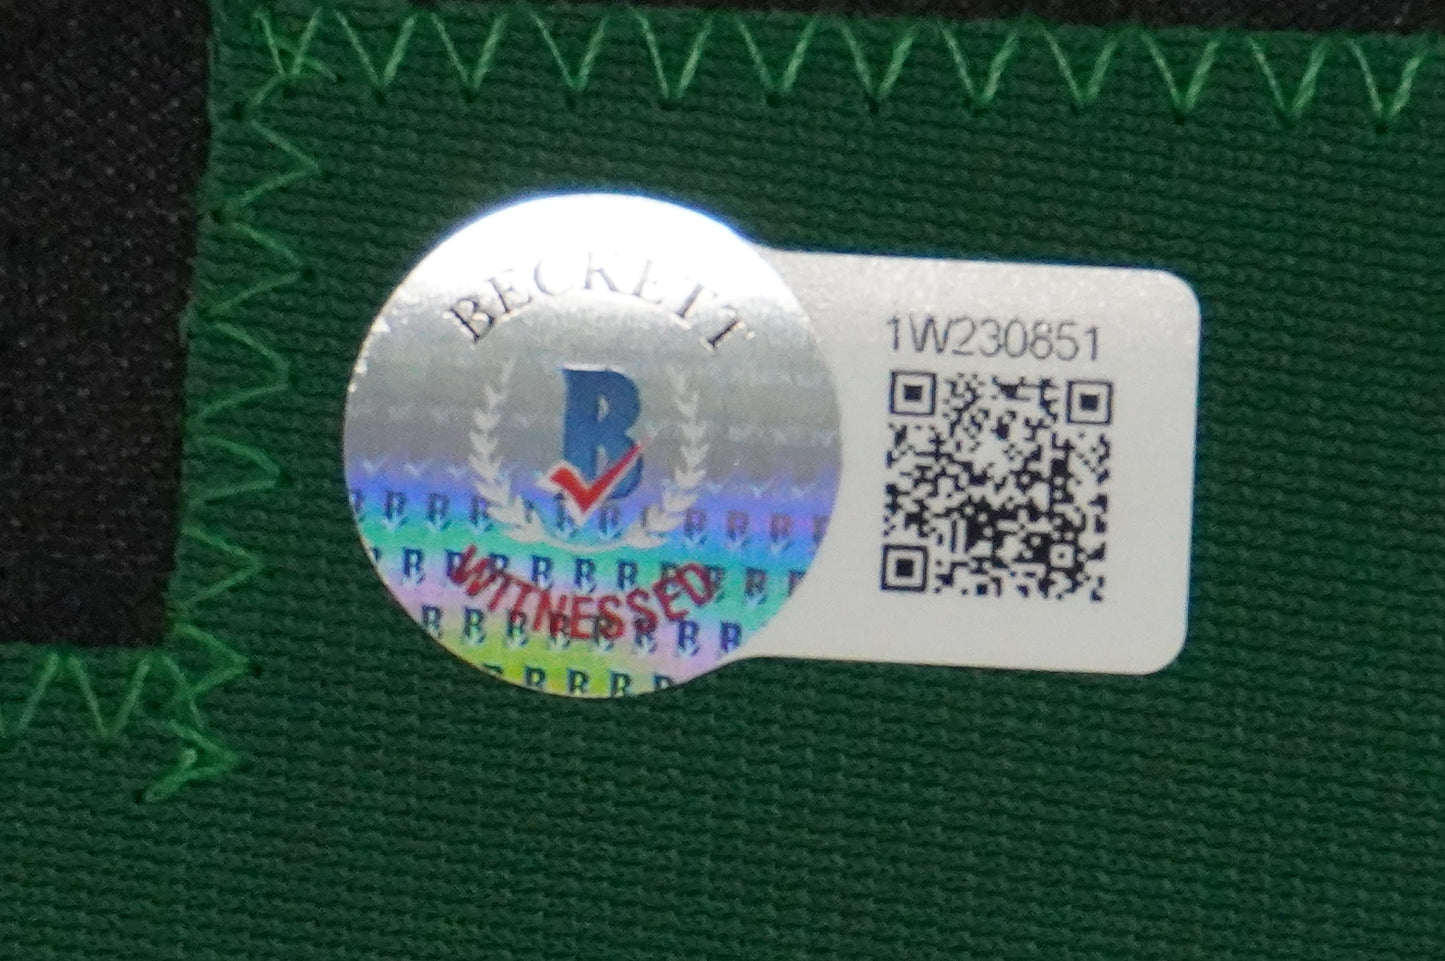 BECKETT
B
WITNESSED
1W230851